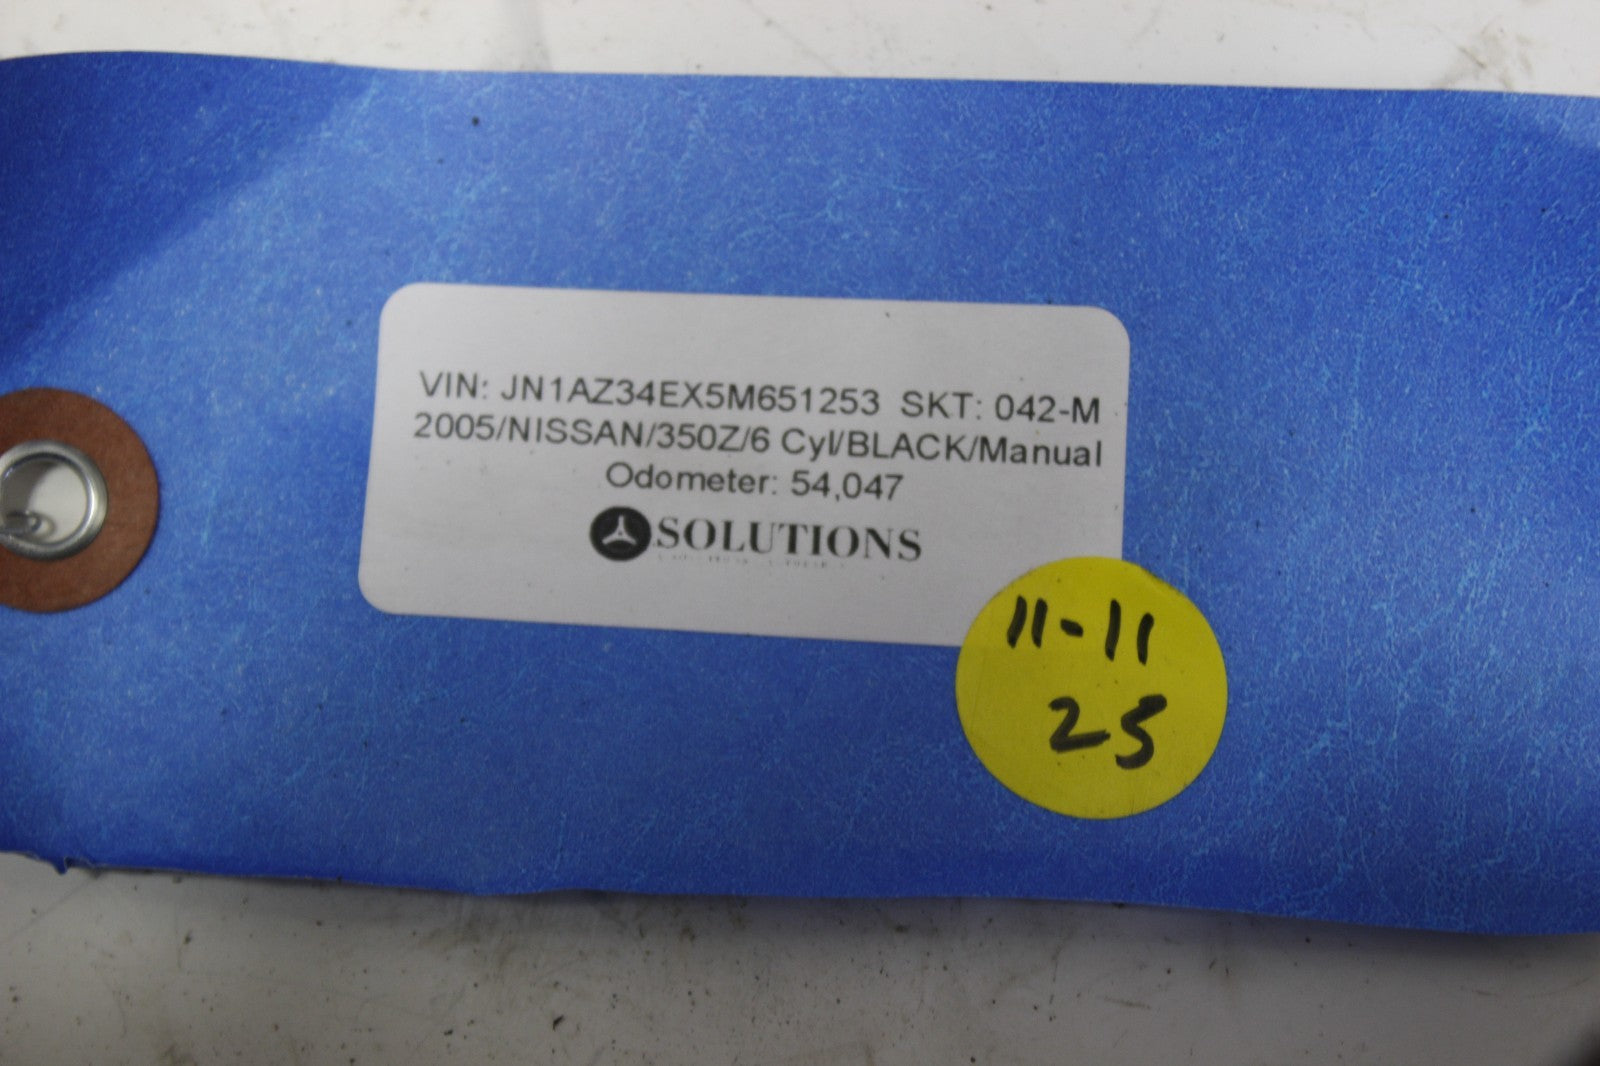 VIN: JN1AZ34EX5M651253 SKT: 042-M
2005/NISSAN/350Z/6 Cyl/BLACK/Manual
Odometer: 54,047
SOLUTIONS
11-11
25